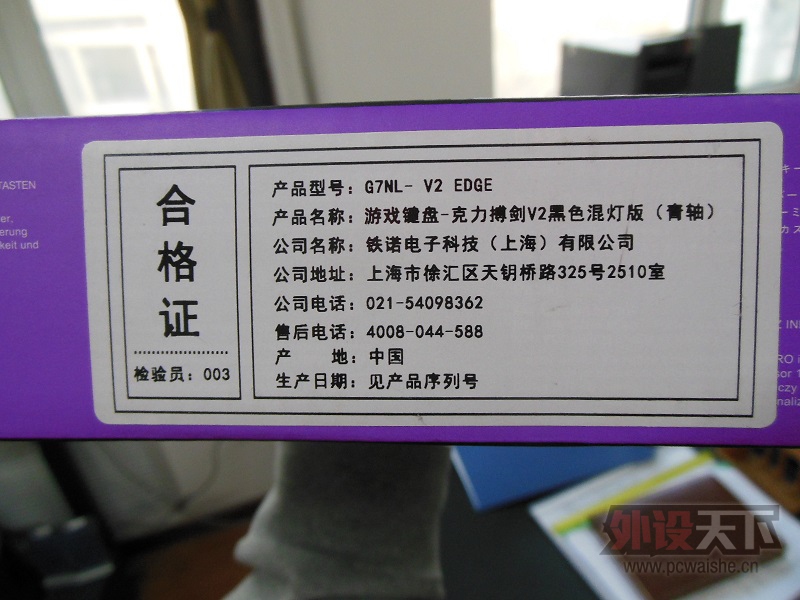 合格证
检验员：003
产品型号：G7NL- V2 EDGE
产品名称：游戏键盘-克力搏剑V2黑色混灯版（青轴）
公司名称：铁诺电子科技（上海）有限公司
公司地址：上海市徐汇区天钥桥路325号2510室
公司电话：021-54098362
售后电话：4008-044-588
产　　地：中国
生产日期：见产品序列号
TASTEN
keit und
外设天下
www.pcwaishe.cn